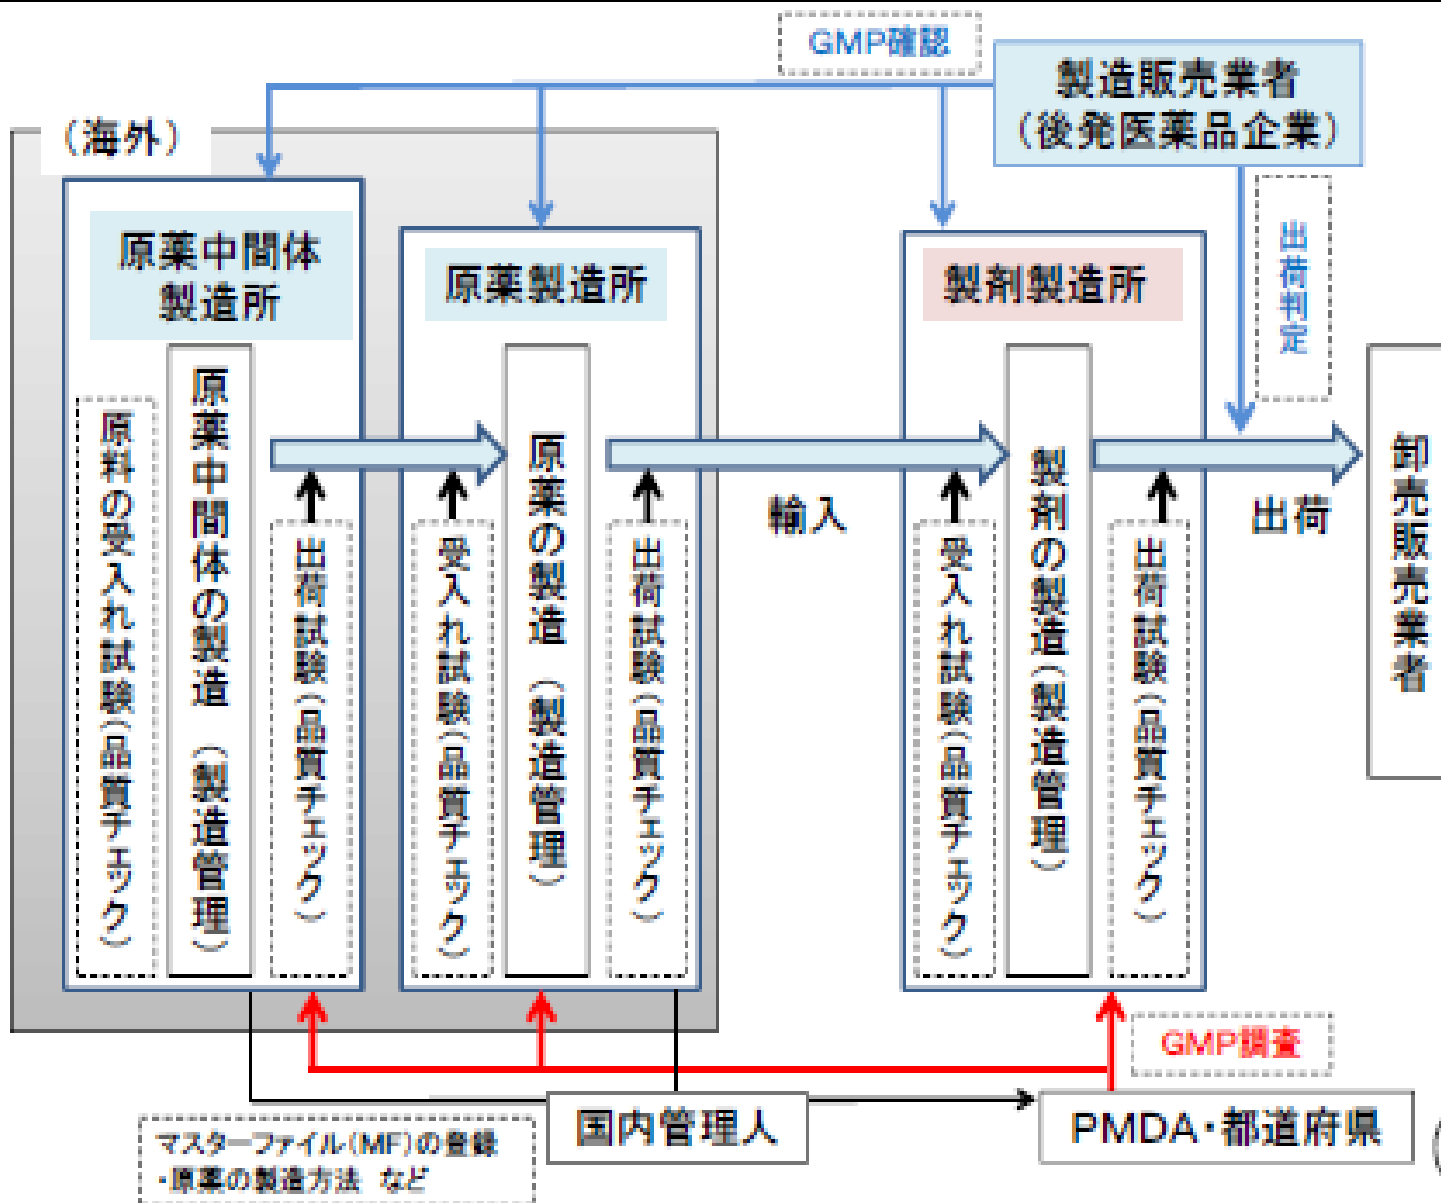 GMP確認
製造販売業者
(後発医薬品企業)
(海外)
原薬中間体
製造所
原薬製造所
製剤製造所
出荷判定
原料の受入れ試験(品質チェック)
原薬中間体の製造 (製造管理)
出荷試験(品質チェック)
受入れ試験(品質チェック)
原薬の製造 (製造管理)
出荷試験(品質チェック)
輸入
受入れ試験(品質チェック)
製剤の製造(製造管理)
出荷試験(品質チェック)
出荷
卸売販売業者
GMP調査
マスターファイル(MF)の登録
・原薬の製造方法 など
国内管理人
PMDA・都道府県